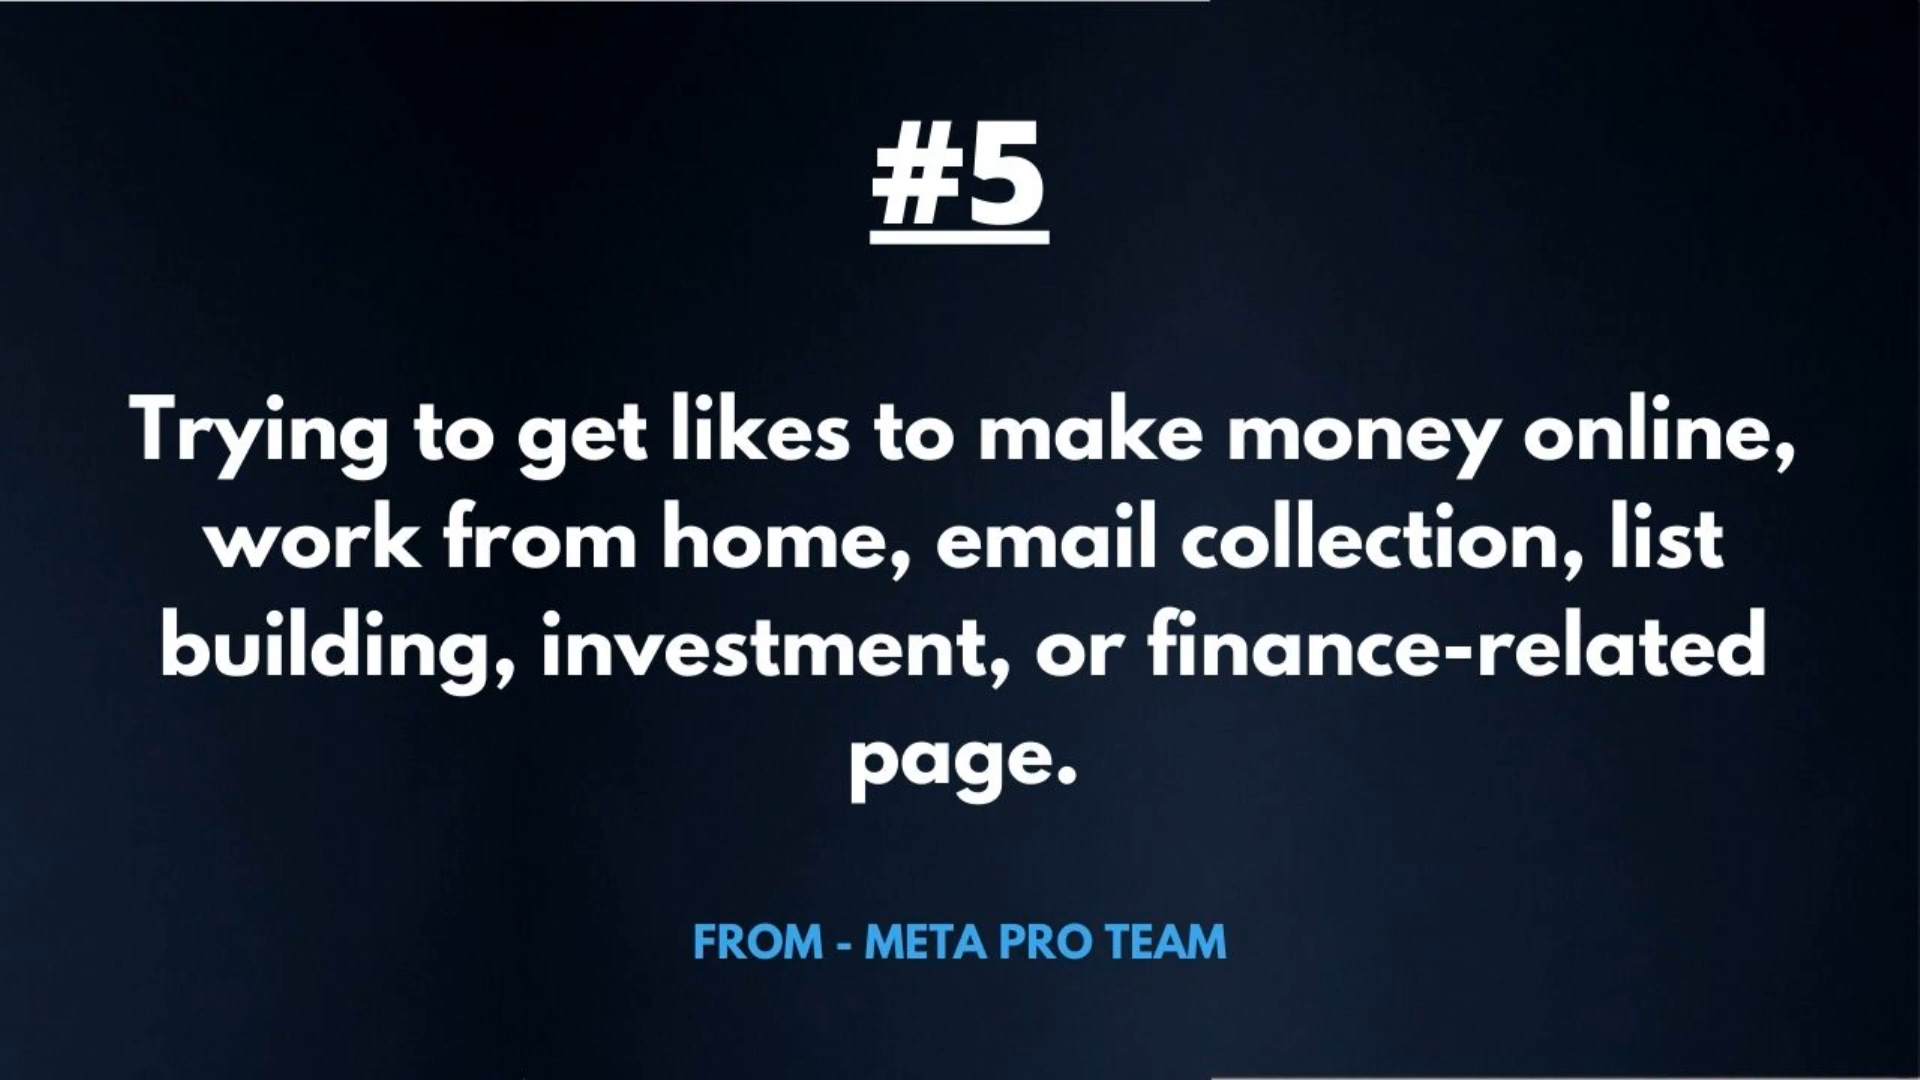 #5
Trying to get likes to make money online,
work from home, email collection, list
building, investment, or finance-related
page.
FROM - META PRO TEAM